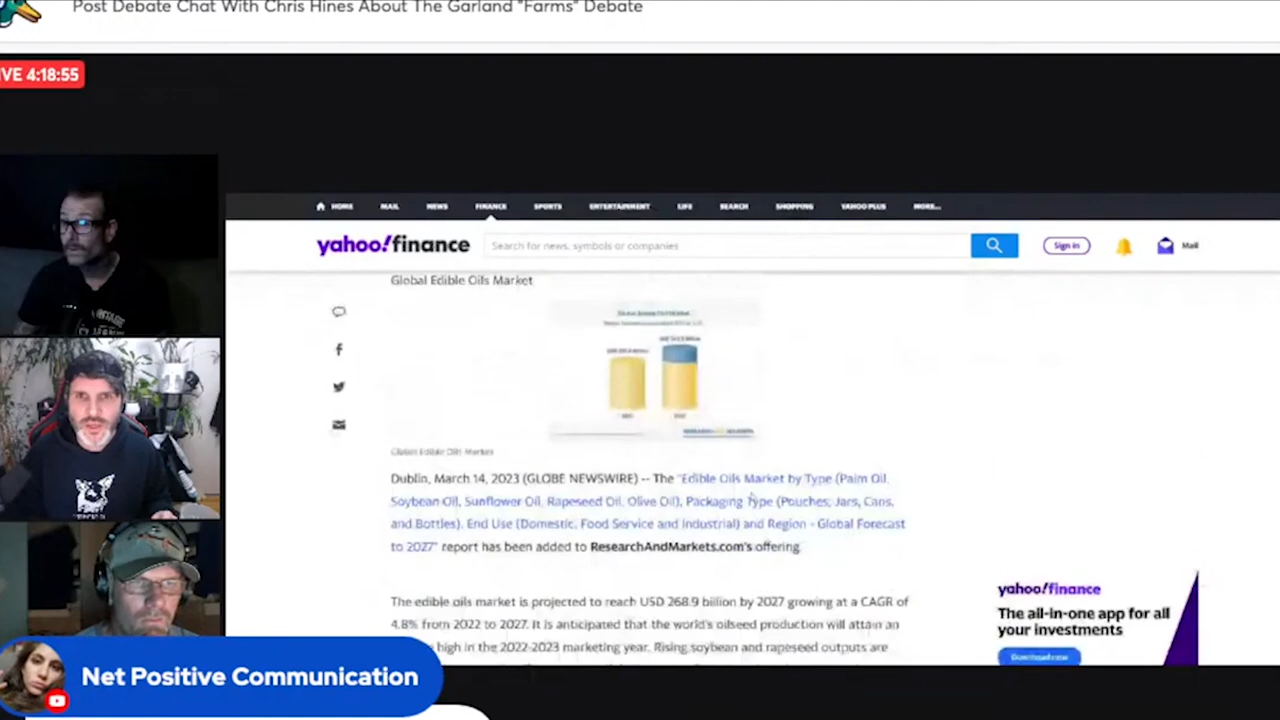 Post Debate Chat With Chris Hines About The Garland "Farms" Debate
IVE 4:18:55
HOME MAIL NEWS FINANCE SPORTS ENTERTAINMENT LIFE SEARCH SHOPPING YAHOO PLUS MORE...
yahoo!finance
Search for news, symbols or companies
Sign in
Mail
Global Edible Oils Market
Global Edible Oils Market
Dublin, March 14, 2023 (GLOBE NEWSWIRE) -- The "Edible Oils Market by Type (Palm Oil,
Soybean Oil, Sunflower Oil, Rapeseed Oil, Olive Oil), Packaging Type (Pouches, Jars, Cans,
and Bottles), End Use (Domestic, Food Service and Industrial) and Region - Global Forecast
to 2027" report has been added to ResearchAndMarkets.com's offering.
The edible oils market is projected to reach USD 268.9 billion by 2027 growing at a CAGR of
4.8% from 2022 to 2027. It is anticipated that the world's oilseed production will attain an
high in the 2022-2023 marketing year. Rising soybean and rapeseed outputs are
yahoo!finance
The all-in-one app for all
your investments
Download now
Net Positive Communication